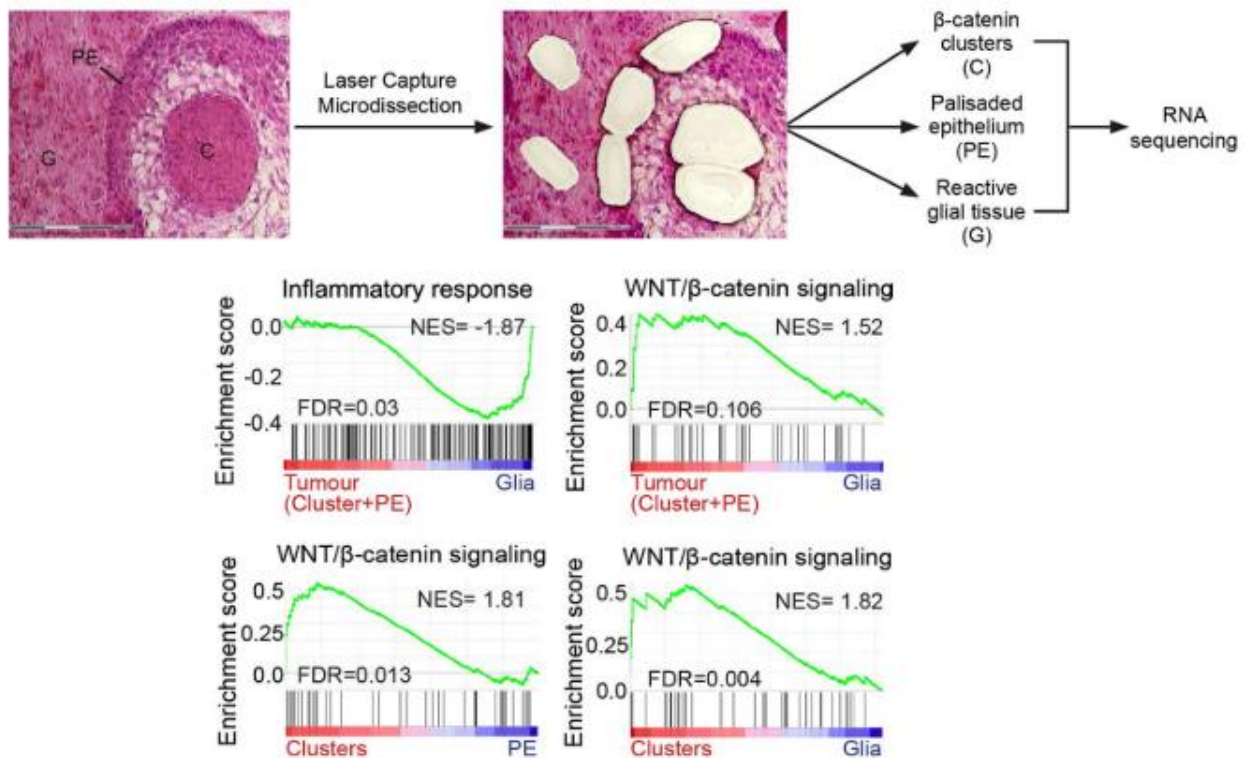 PE
G
C
Laser Capture
Microdissection
β-catenin
clusters
(C)
Palisaded
epithelium
(PE)
Reactive
glial tissue
(G)
RNA
sequencing
Inflammatory response
Enrichment score
0.0
-0.2
-0.4
NES= -1.87
FDR=0.03
Tumour
(Cluster+PE)
Glia
WNT/β-catenin signaling
Enrichment score
0.4
0.2
0.0
NES= 1.52
FDR=0.106
Tumour
(Cluster+PE)
Glia
WNT/β-catenin signaling
Enrichment score
0.5
0.25
0.0
NES= 1.81
FDR=0.013
Clusters
PE
WNT/β-catenin signaling
Enrichment score
0.5
0.25
0.0
NES= 1.82
FDR=0.004
Clusters
Glia